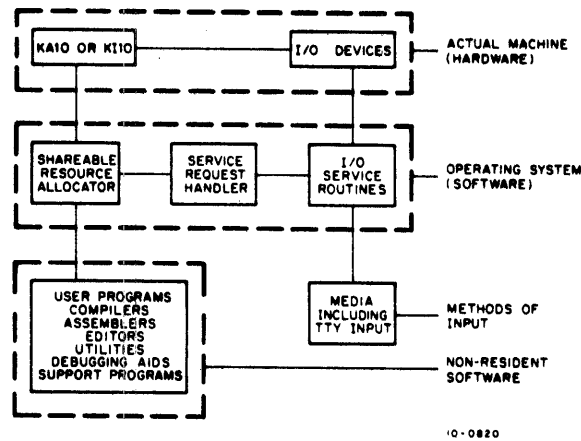 KA10 OR KI10
I/O DEVICES
ACTUAL MACHINE
(HARDWARE)
SHAREABLE
RESOURCE
ALLOCATOR
SERVICE
REQUEST
HANDLER
I/O
SERVICE
ROUTINES
OPERATING SYSTEM
(SOFTWARE)
USER PROGRAMS
COMPILERS
ASSEMBLERS
EDITORS
UTILITIES
DEBUGGING AIDS
SUPPORT PROGRAMS
MEDIA
INCLUDING
TTY INPUT
METHODS OF
INPUT
NON-RESIDENT
SOFTWARE
10-0820